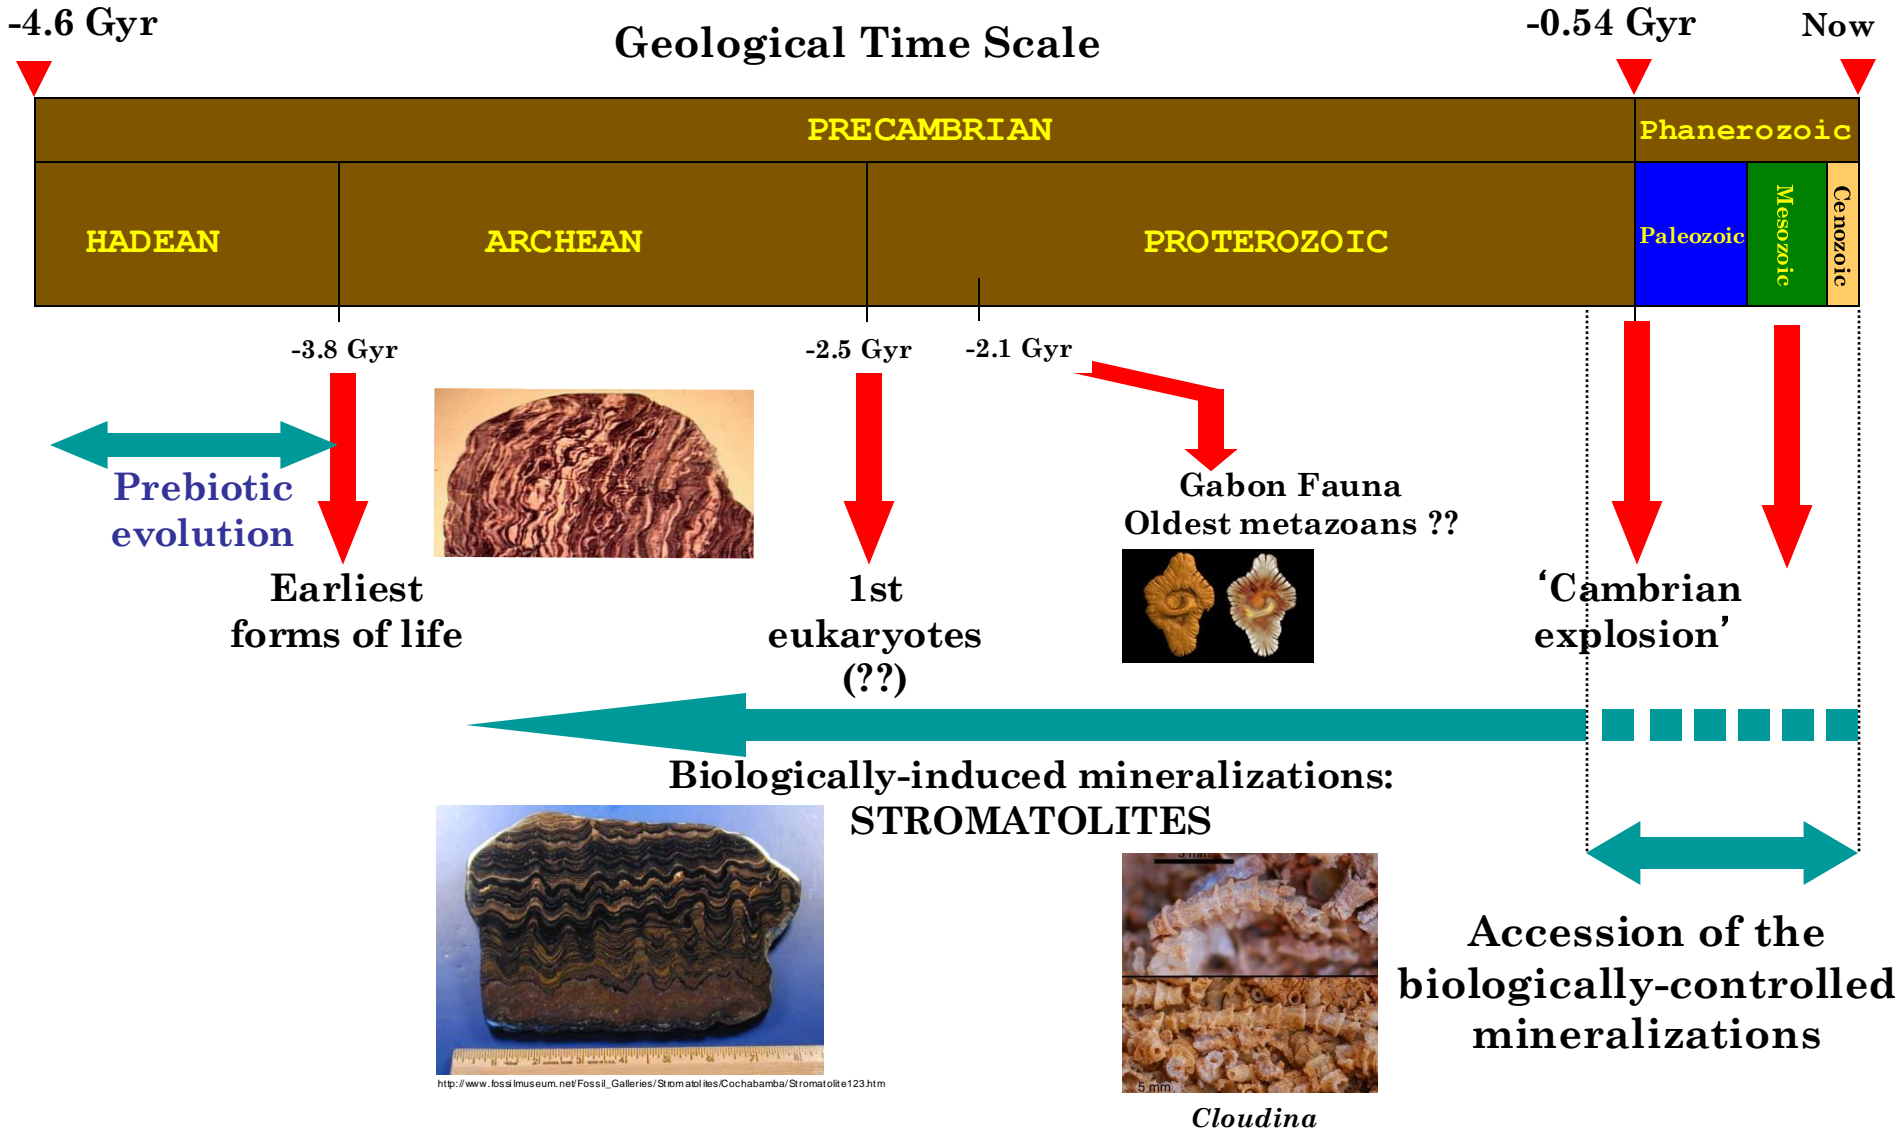 -4.6 Gyr
Geological Time Scale
-0.54 Gyr
Now
PRECAMBRIAN
Phanerozoic
HADEAN
ARCHEAN
PROTEROZOIC
Paleozoic
Mesozoic
Cenozoic
-3.8 Gyr
-2.5 Gyr
-2.1 Gyr
Prebiotic
evolution
Earliest
forms of life
1st
eukaryotes
(??)
Gabon Fauna
Oldest metazoans ??
‘Cambrian
explosion’
Biologically-induced mineralizations:
STROMATOLITES
5 mm
http://www.fossilmuseum.net/Fossil_Galleries/Stromatolites/Cochabamba/Stromatolite123.htm
Cloudina
Accession of the
biologically-controlled
mineralizations